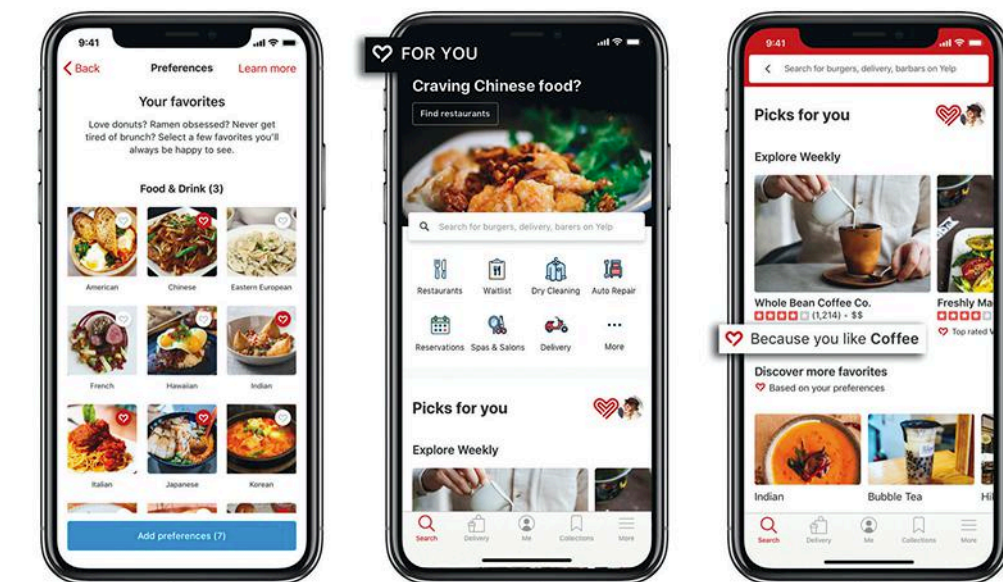 9:41
Back
Preferences
Learn more
Your favorites
Love donuts? Ramen obsessed? Never get
tired of brunch? Select a few favorites you'll
always be happy to see.
Food & Drink (3)
American
Chinese
Eastern European
French
Hawaiian
Indian
Italian
Japanese
Korean
Add preferences (7)
FOR YOU
Craving Chinese food?
Find restaurants
Search for burgers, delivery, barers on Yelp
Restaurants
Waitlist
Dry Cleaning
Auto Repair
Reservations
Spas & Salons
Delivery
More
Picks for you
Explore Weekly
Search
Delivery
Me
Collections
More
9:41
Search for burgers, delivery, barbars on Yelp
Picks for you
Explore Weekly
Whole Bean Coffee Co.
(1,214) • $$
Freshly Ma
Top rated V
Because you like Coffee
Discover more favorites
Based on your preferences
Indian
Bubble Tea
Hi
Search
Delivery
Me
Collections
More